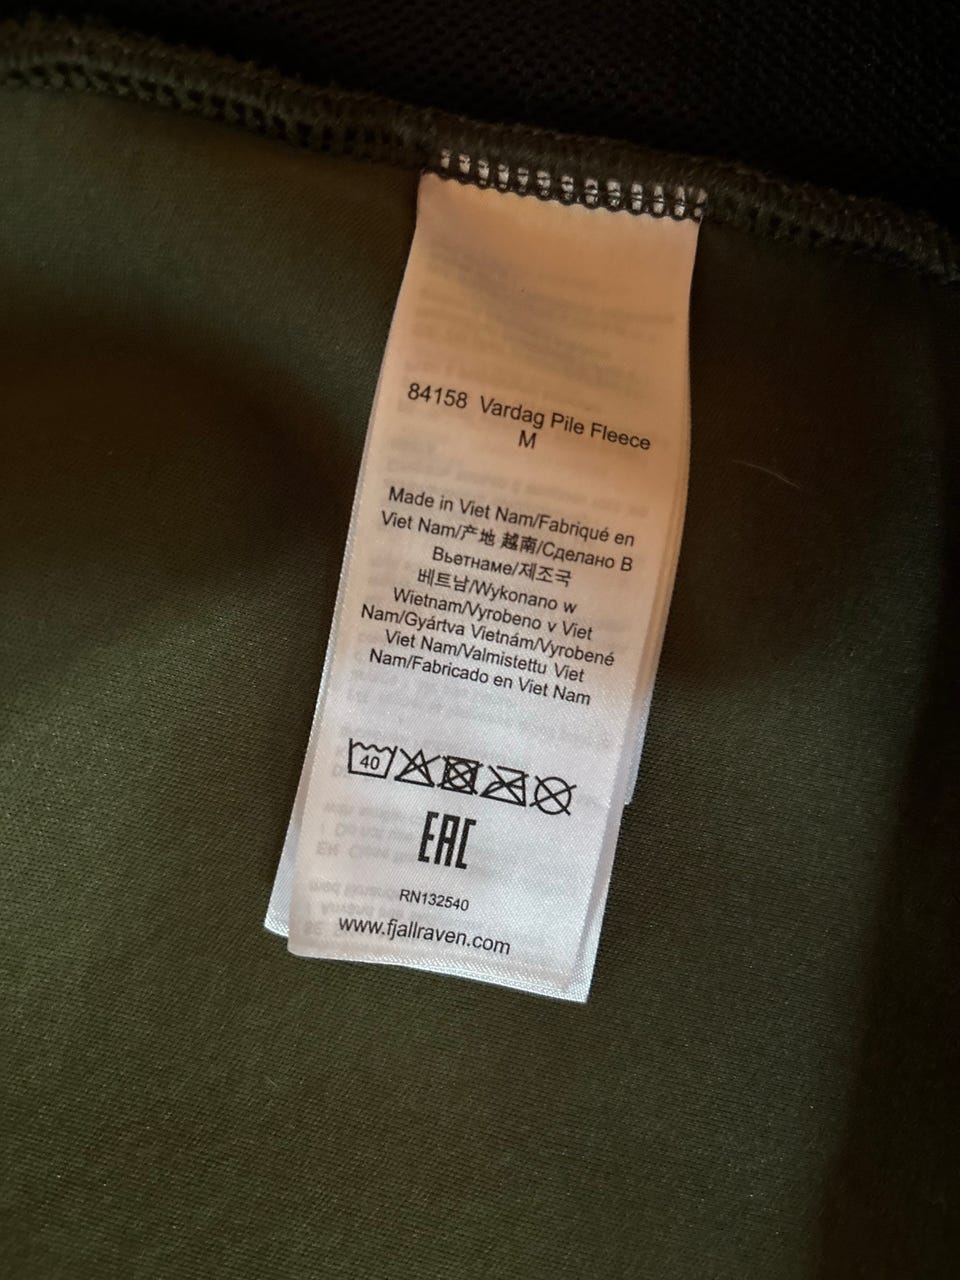 84158 Vardag Pile Fleece
M
Made in Viet Nam/Fabriqué en
Viet Nam/产地 越南/Сделано В
Вьетнаме/제조국
베트남/Wykonano w
Wietnam/Vyrobeno v Viet
Nam/Gyártva Vietnám/Vyrobené
Viet Nam/Valmistettu Viet
Nam/Fabricado en Viet Nam
40
EAC
RN132540
www.fjallraven.com